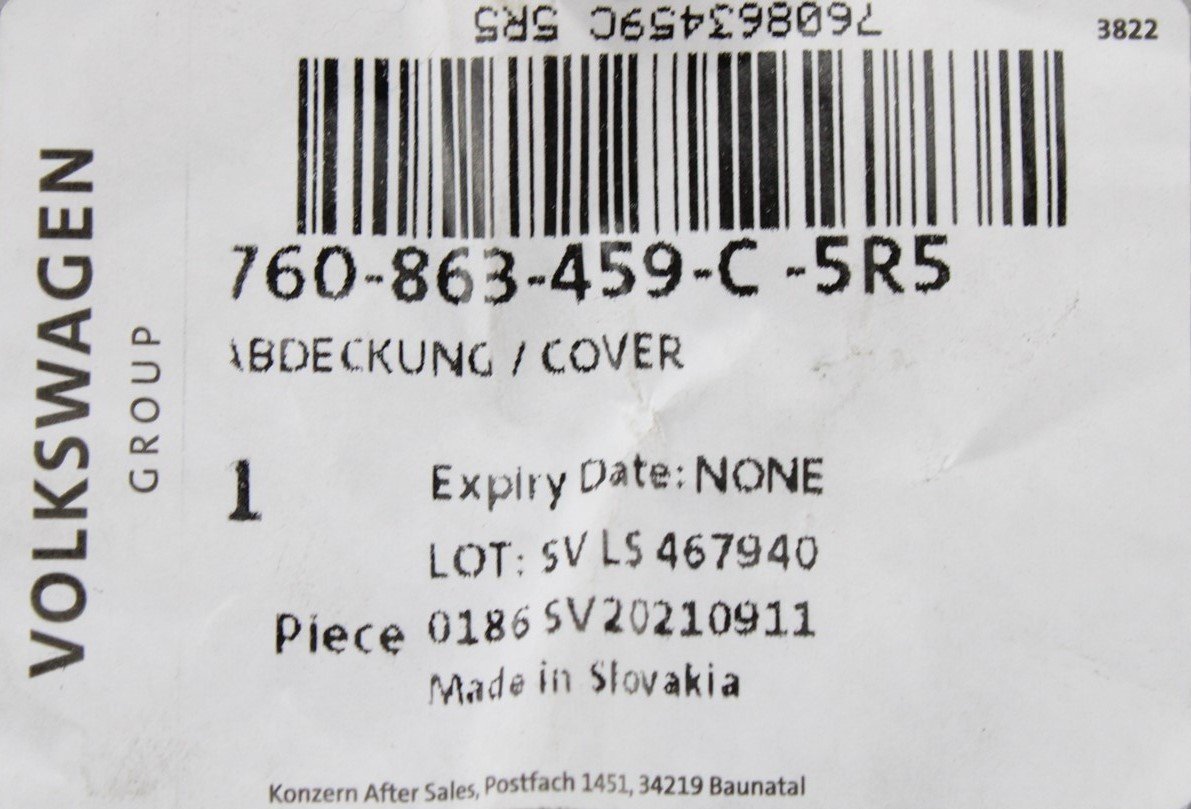 760863459C 5R5
3822
VOLKSWAGEN
GROUP
760-863-459-C -5R5
ABDECKUNG / COVER
1 Piece
Expiry Date: NONE
LOT: SV LS 467940
0186 SV20210911
Made in Slovakia
Konzern After Sales, Postfach 1451, 34219 Baunatal